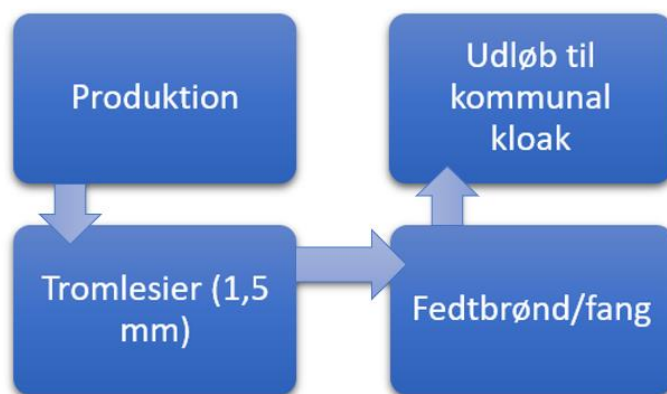 Produktion
Tromlesier (1,5
mm)
Fedtbrønd/fang
Udløb til
kommunal
kloak